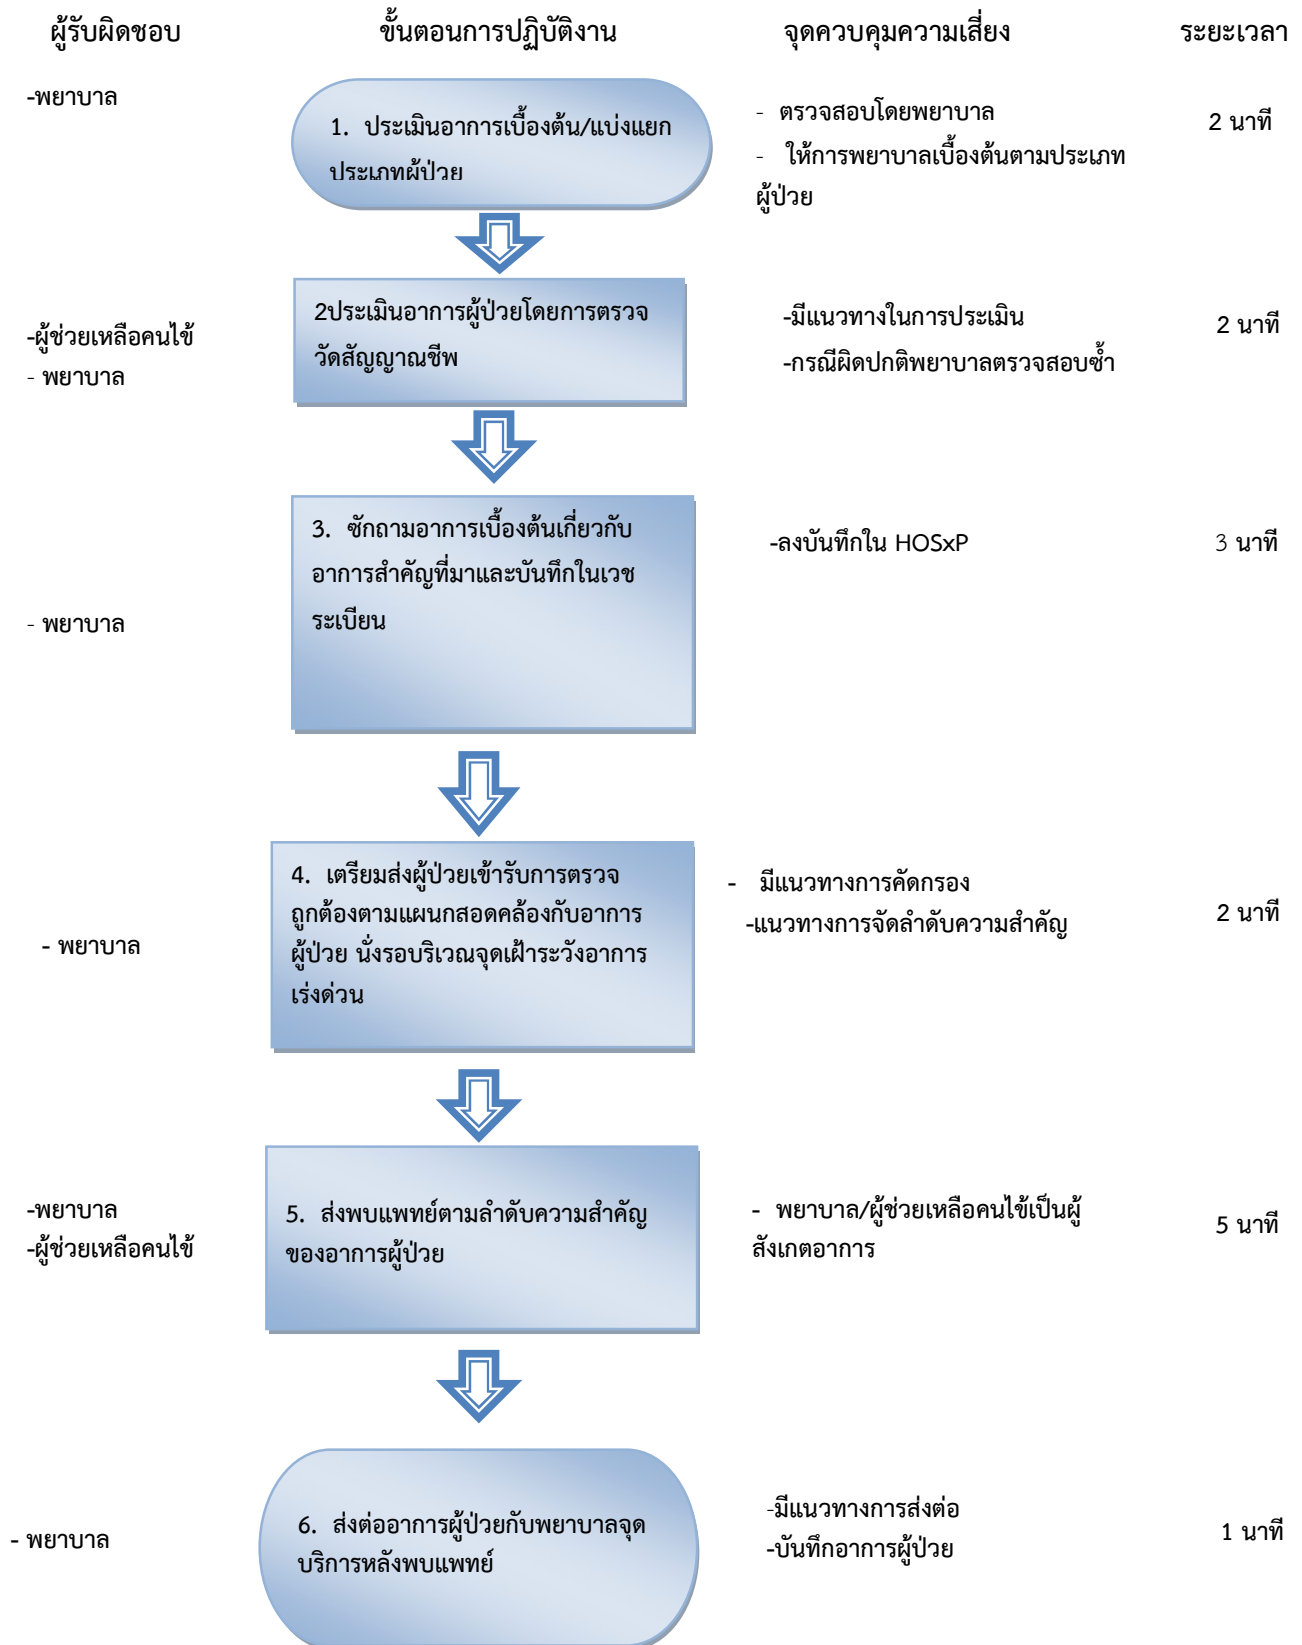 ผู้รับผิดชอบ ขั้นตอนการปฏิบัติงาน จุดควบคุมความเสี่ยง ระยะเวลา
-พยาบาล
1. ประเมินอาการเบื้องต้น/แบ่งแยก
ประเภทผู้ป่วย
- ตรวจสอบโดยพยาบาล
- ให้การพยาบาลเบื้องต้นตามประเภท
ผู้ป่วย
2 นาที
-ผู้ช่วยเหลือคนไข้
- พยาบาล
2ประเมินอาการผู้ป่วยโดยการตรวจ
วัดสัญญาณชีพ
-มีแนวทางในการประเมิน
-กรณีผิดปกติพยาบาลตรวจสอบซ้ำ
2 นาที
- พยาบาล
3. ซักถามอาการเบื้องต้นเกี่ยวกับ
อาการสำคัญที่มาและบันทึกในเวช
ระเบียน
-ลงบันทึกใน HOSxP
3 นาที
- พยาบาล
4. เตรียมส่งผู้ป่วยเข้ารับการตรวจ
ถูกต้องตามแผนกสอดคล้องกับอาการ
ผู้ป่วย นั่งรอบริเวณจุดเฝ้าระวังอาการ
เร่งด่วน
- มีแนวทางการคัดกรอง
-แนวทางการจัดลำดับความสำคัญ
2 นาที
-พยาบาล
-ผู้ช่วยเหลือคนไข้
5. ส่งพบแพทย์ตามลำดับความสำคัญ
ของอาการผู้ป่วย
- พยาบาล/ผู้ช่วยเหลือคนไข้เป็นผู้
สังเกตอาการ
5 นาที
- พยาบาล
6. ส่งต่ออาการผู้ป่วยกับพยาบาลจุด
บริการหลังพบแพทย์
-มีแนวทางการส่งต่อ
-บันทึกอาการผู้ป่วย
1 นาที